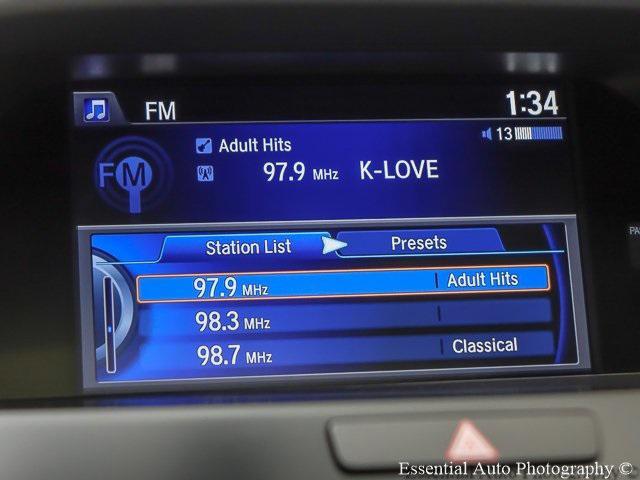 FM 1:34
Adult Hits 13
FM 97.9 MHz K-LOVE
Station List Presets
97.9 MHz Adult Hits
98.3 MHz
98.7 MHz Classical
Essential Auto Photography ©